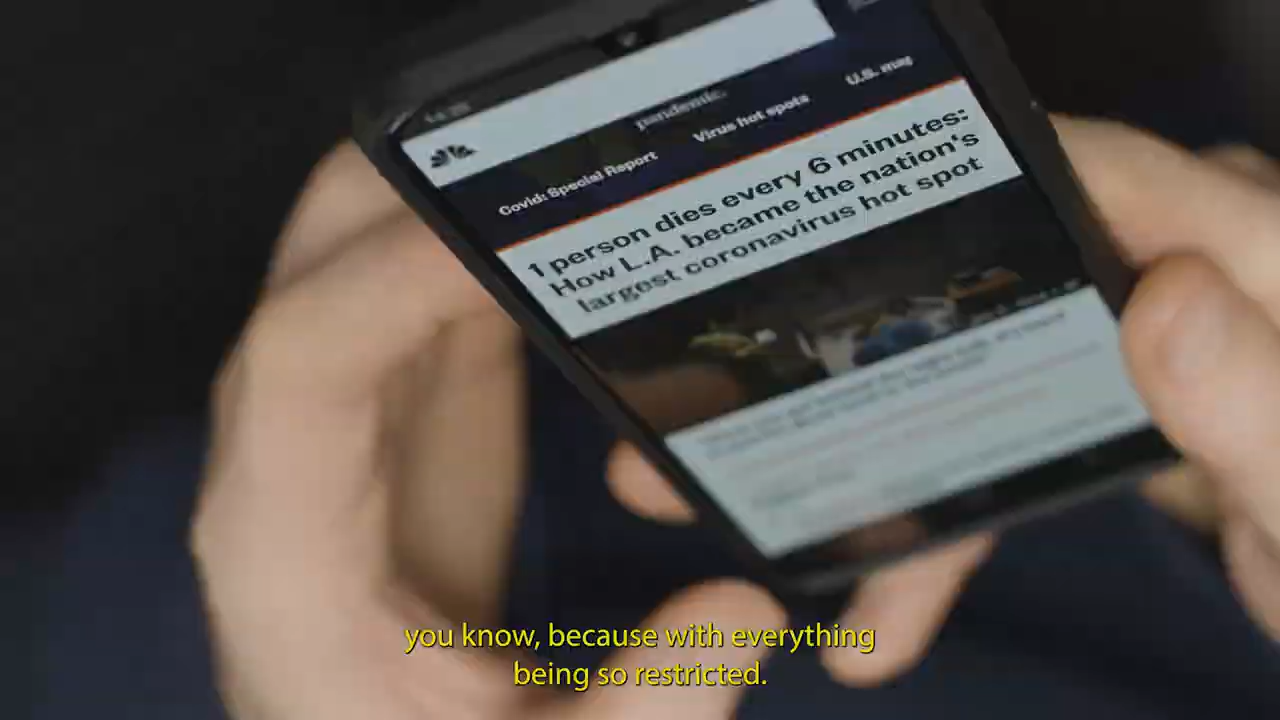 pandemic.
Covid: Special Report
Virus hot spots
U.S. map
1 person dies every 6 minutes:
How L.A. became the nation's
largest coronavirus hot spot
you know, because with everything
being so restricted.